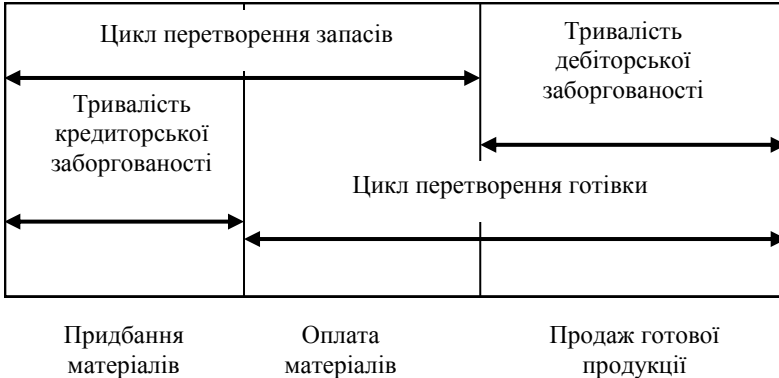 Цикл перетворення запасів
Тривалість
дебіторської
заборгованості
Тривалість
кредиторської
заборгованості
Цикл перетворення готівки
Придбання
матеріалів
Оплата
матеріалів
Продаж готової
продукції